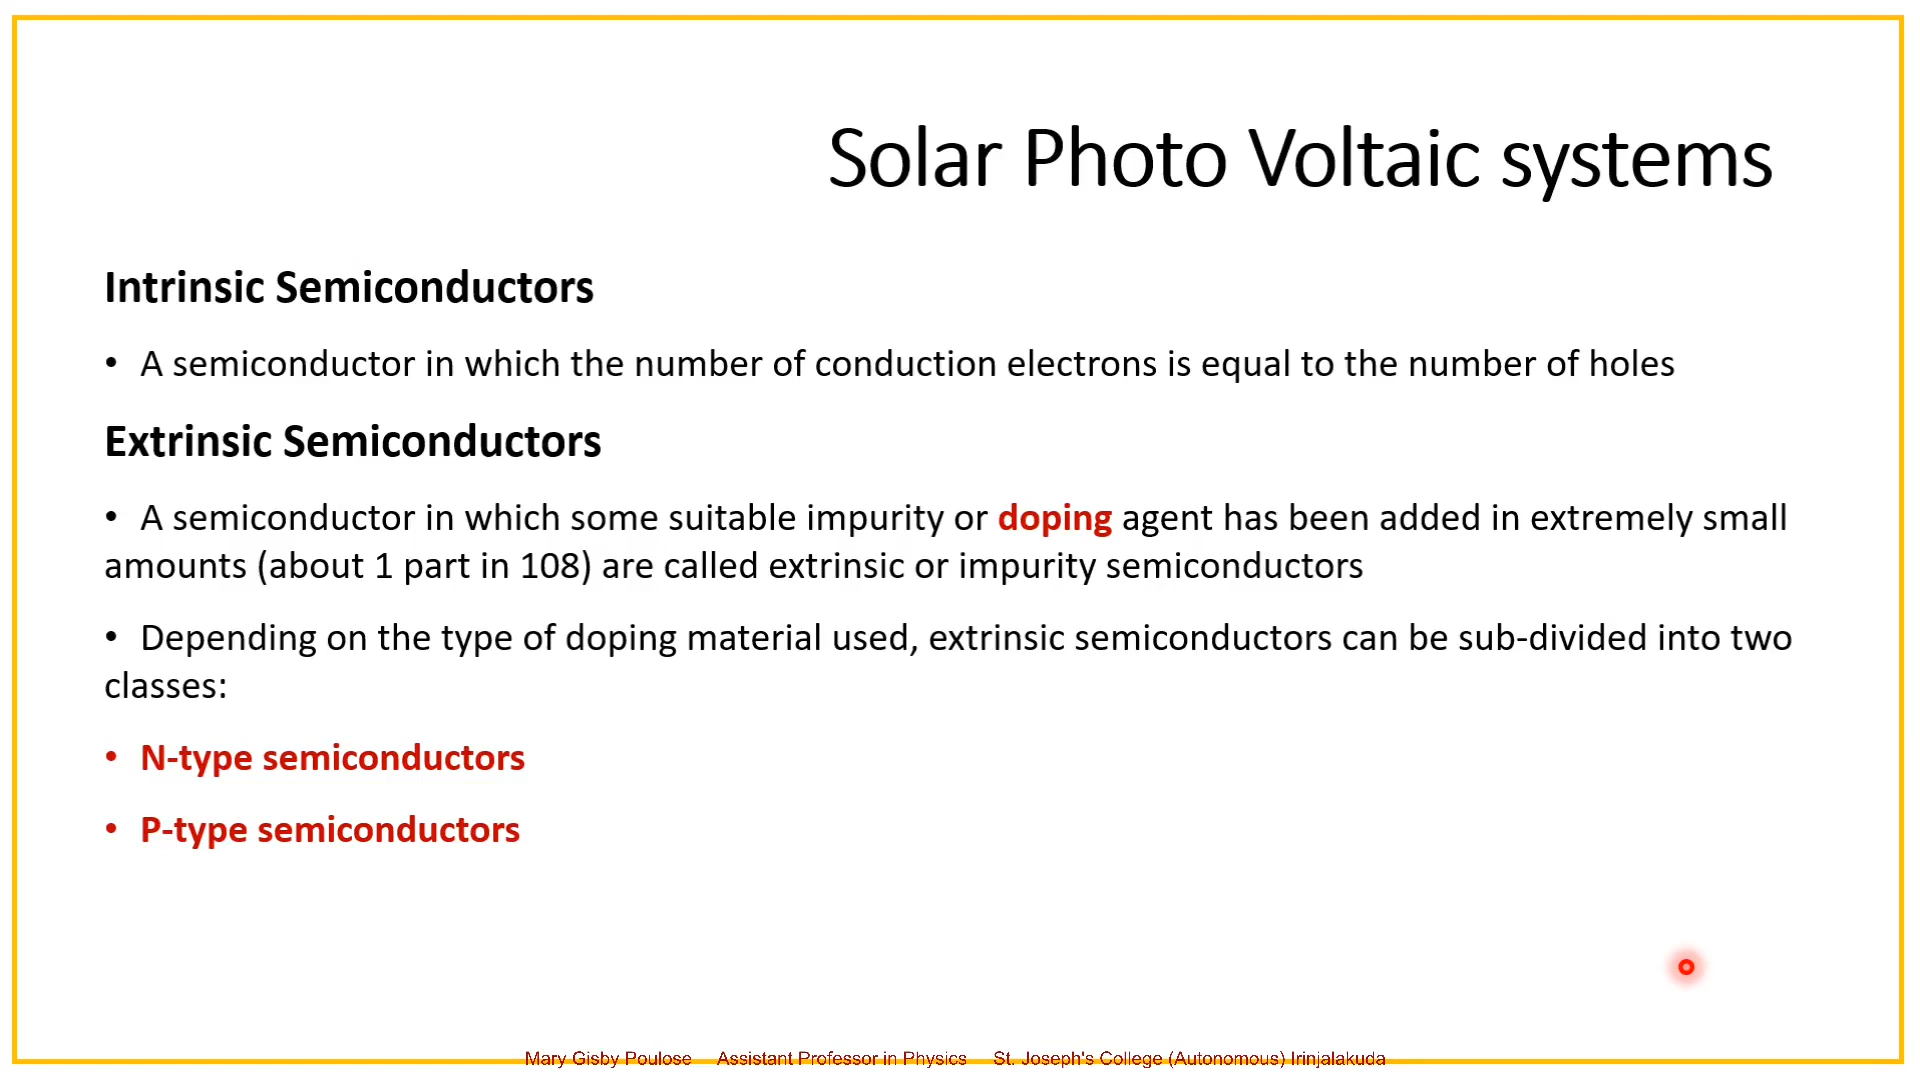 Solar Photo Voltaic systems
Intrinsic Semiconductors
• A semiconductor in which the number of conduction electrons is equal to the number of holes
Extrinsic Semiconductors
• A semiconductor in which some suitable impurity or doping agent has been added in extremely small
amounts (about 1 part in 108) are called extrinsic or impurity semiconductors
• Depending on the type of doping material used, extrinsic semiconductors can be sub-divided into two
classes:
• N-type semiconductors
• P-type semiconductors
Mary Gisby Poulose Assistant Professor in Physics St. Joseph's College (Autonomous) Irinjalakuda